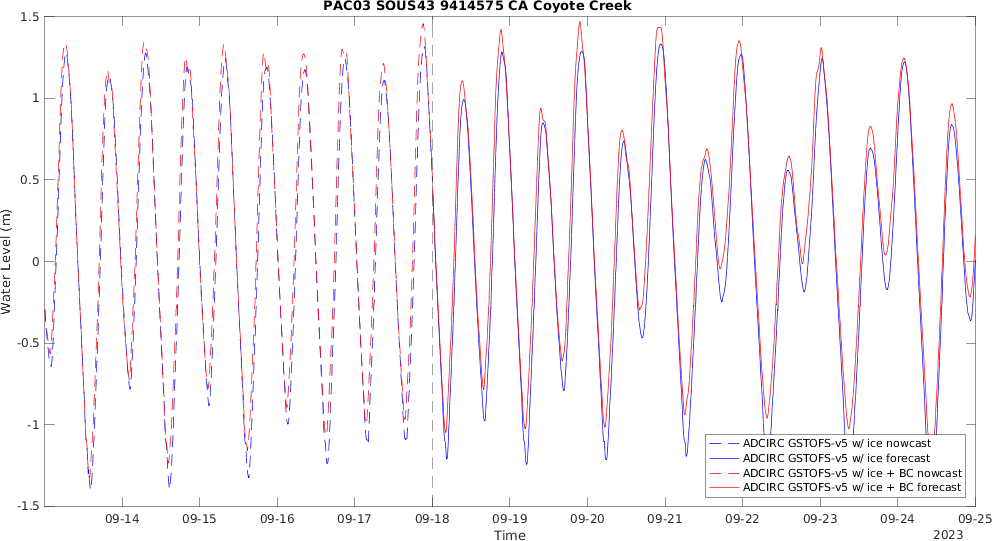 PAC03 SOUS43 9414575 CA Coyote Creek
1.5
1
0.5
0
-0.5
-1
-1.5
Water Level (m)
ADCIRC GSTOFS-v5 w/ ice nowcast
ADCIRC GSTOFS-v5 w/ ice forecast
ADCIRC GSTOFS-v5 w/ ice + BC nowcast
ADCIRC GSTOFS-v5 w/ ice + BC forecast
09-14 09-15 09-16 09-17 09-18 09-19 09-20 09-21 09-22 09-23 09-24 09-25
Time
2023